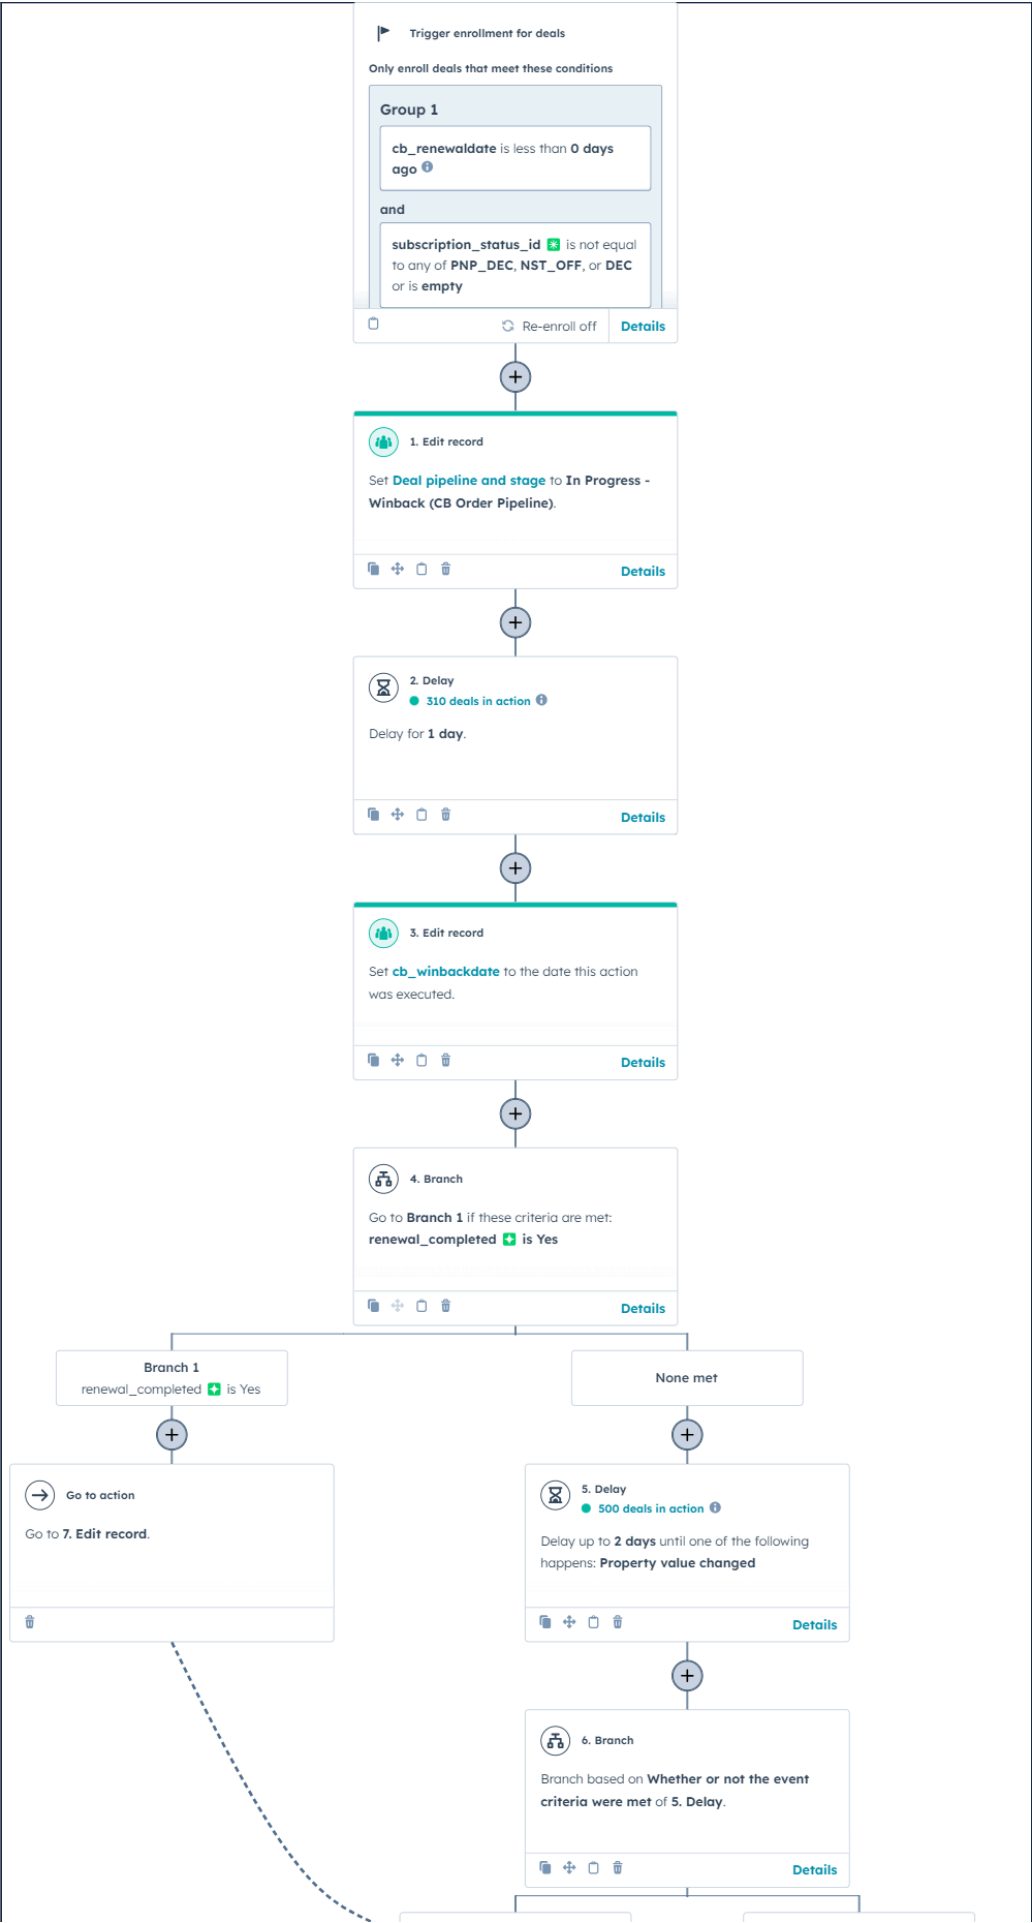 Trigger enrollment for deals
Only enroll deals that meet these conditions
Group 1
cb_renewaldate is less than 0 days
ago
and
subscription_status_id is not equal
to any of PNP_DEC, NST_OFF, or DEC
or is empty
Re-enroll off
Details
1. Edit record
Set Deal pipeline and stage to In Progress -
Winback (CB Order Pipeline).
Details
2. Delay
310 deals in action
Delay for 1 day.
Details
3. Edit record
Set cb_winbackdate to the date this action
was executed.
Details
4. Branch
Go to Branch 1 if these criteria are met:
renewal_completed is Yes
Details
Branch 1
renewal_completed is Yes
None met
Go to action
Go to 7. Edit record.
5. Delay
500 deals in action
Delay up to 2 days until one of the following
happens: Property value changed
Details
6. Branch
Branch based on Whether or not the event
criteria were met of 5. Delay.
Details